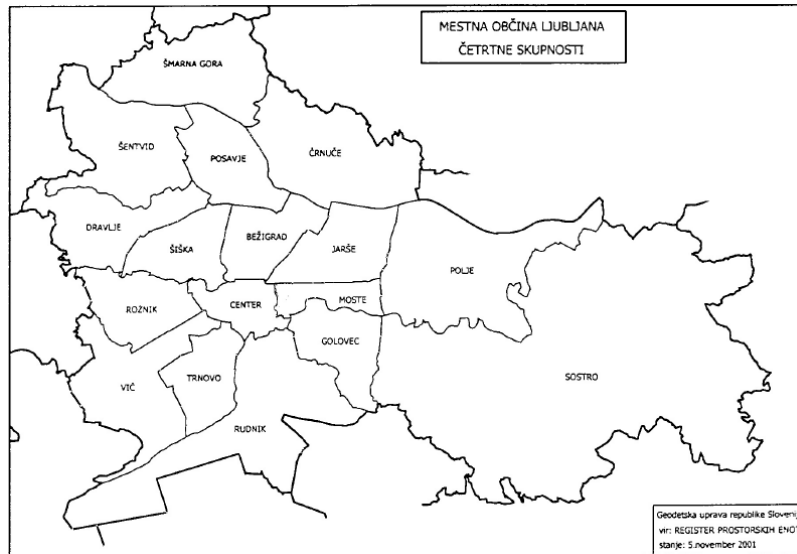 MESTNA OBČINA LJUBLJANA
ČETRTNE SKUPNOSTI
ŠMARNA GORA
ŠENTVID
POSAVJE
ČRNUČE
DRAVLJE
ŠIŠKA
BEŽIGRAD
JARŠE
POLJE
ROŽNIK
CENTER
MOSTE
GOLOVEC
VIČ
TRNOVO
RUDNIK
SOSTRO
Geodetska uprava republike Slovenij
vir: REGISTER PROSTORSKIH ENOT
stanje: 5.november 2001